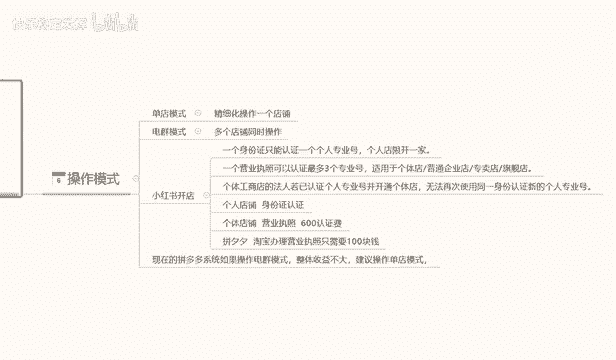 6 操作模式
单店模式 精细化操作一个店铺
电群模式 多个店铺同时操作
小红书开店
一个身份证只能认证一个个人专业号，个人店限开一家。
一个营业执照可以认证最多3个专业号，适用于个体店/普通企业店/专卖店/旗舰店。
个体工商店的法人若已认证个人专业号并开通个体店，无法再次使用同一身份认证新的个人专业号。
个人店铺 身份证认证
个体店铺 营业执照 600认证费
拼夕夕 淘宝办理营业执照只需要100块钱
现在的拼多多系统如果操作电群模式，整体收益不大，建议操作单店模式，